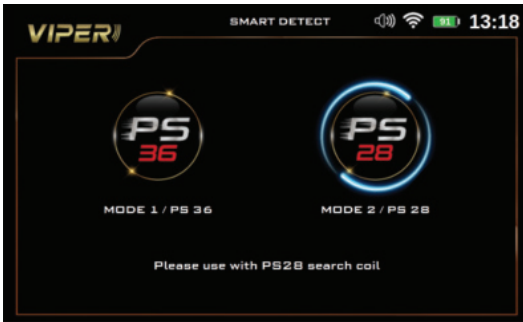 VIPER
SMART DETECT
91
13:18
PS
36
PS
28
MODE 1 / PS 36
MODE 2 / PS 28
Please use with PS28 search coil